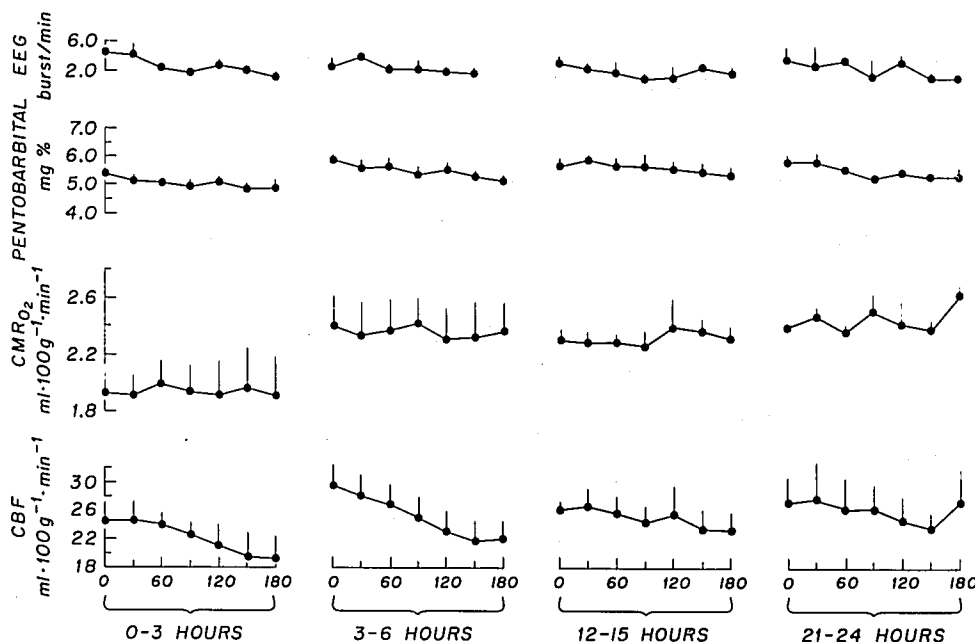 EEG
burst/min
6.0
2.0
PENTOBARBITAL
mg %
7.0
6.0
5.0
4.0
CMRO₂
ml·100g⁻¹·min⁻¹
2.6
2.2
1.8
CBF
ml·100g⁻¹·min⁻¹
30
26
22
18
0 60 120 180 0 60 120 180 0 60 120 180 0 60 120 180
0-3 HOURS 3-6 HOURS 12-15 HOURS 21-24 HOURS